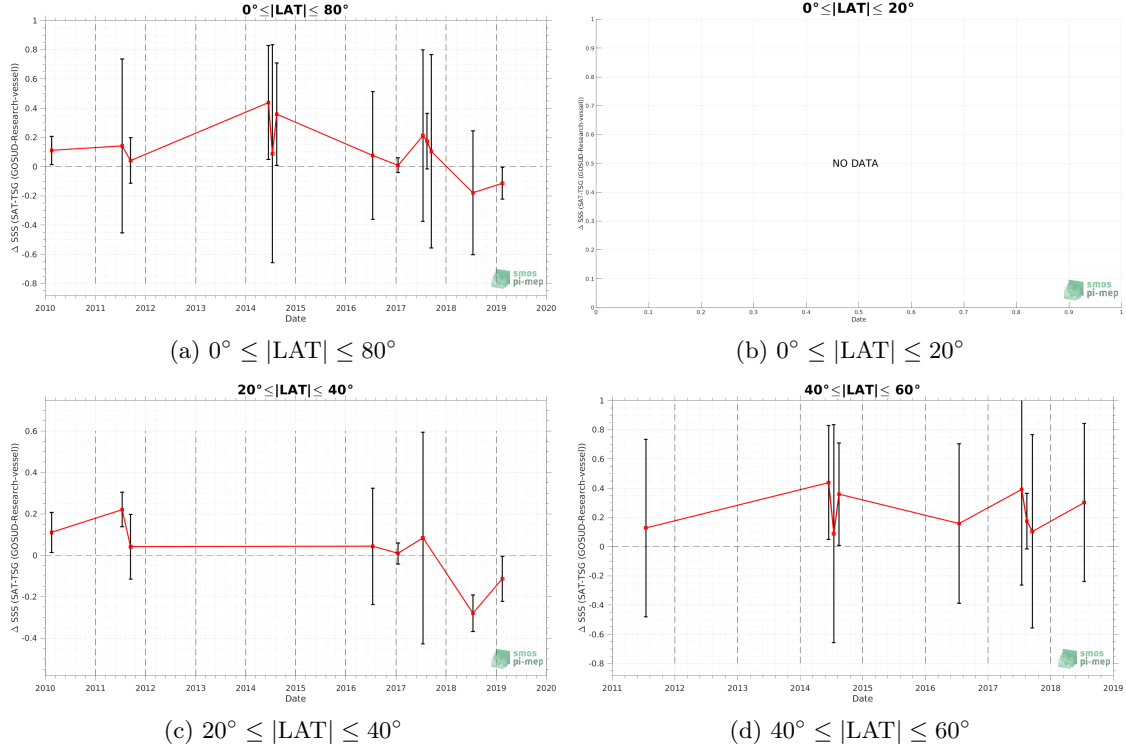 0°≤|LAT|≤ 80°
Δ SSS (SAT-TSG (GOSUD-Research-vessel))
1
0.8
0.6
0.4
0.2
0
-0.2
-0.4
-0.6
-0.8
2010 2011 2012 2013 2014 2015 2016 2017 2018 2019 2020
Date
smos
pi-mep
(a) 0° ≤ |LAT| ≤ 80°
0°≤|LAT|≤ 20°
Δ SSS (SAT-TSG (GOSUD-Research-vessel))
1
0.9
0.8
0.7
0.6
0.5
0.4
0.3
0.2
0.1
0
NO DATA
0 0.1 0.2 0.3 0.4 0.5 0.6 0.7 0.8 0.9 1
Date
smos
pi-mep
(b) 0° ≤ |LAT| ≤ 20°
20°≤|LAT|≤ 40°
Δ SSS (SAT-TSG (GOSUD-Research-vessel))
0.6
0.4
0.2
0
-0.2
-0.4
2010 2011 2012 2013 2014 2015 2016 2017 2018 2019 2020
Date
smos
pi-mep
(c) 20° ≤ |LAT| ≤ 40°
40°≤|LAT|≤ 60°
Δ SSS (SAT-TSG (GOSUD-Research-vessel))
1
0.8
0.6
0.4
0.2
0
-0.2
-0.4
-0.6
-0.8
2011 2012 2013 2014 2015 2016 2017 2018 2019
Date
smos
pi-mep
(d) 40° ≤ |LAT| ≤ 60°